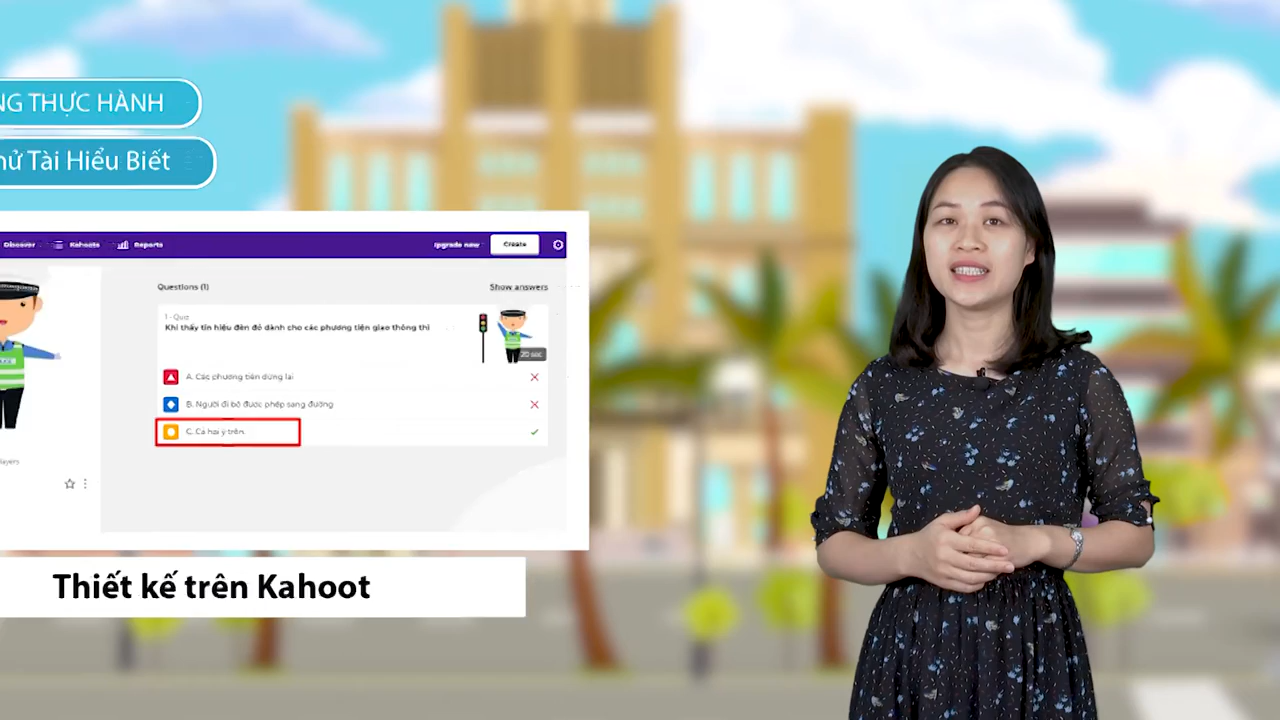 NG THỰC HÀNH
hử Tài Hiểu Biết
Discover Kahoots Reports Upgrade now Create
Questions (1) Show answers
1 - Quiz
Khi thấy tín hiệu đèn đỏ dành cho các phương tiện giao thông thì
20 sec
A. Các phương tiện dừng lại
B. Người đi bộ được phép sang đường
C. Cả hai ý trên.
layers
Thiết kế trên Kahoot